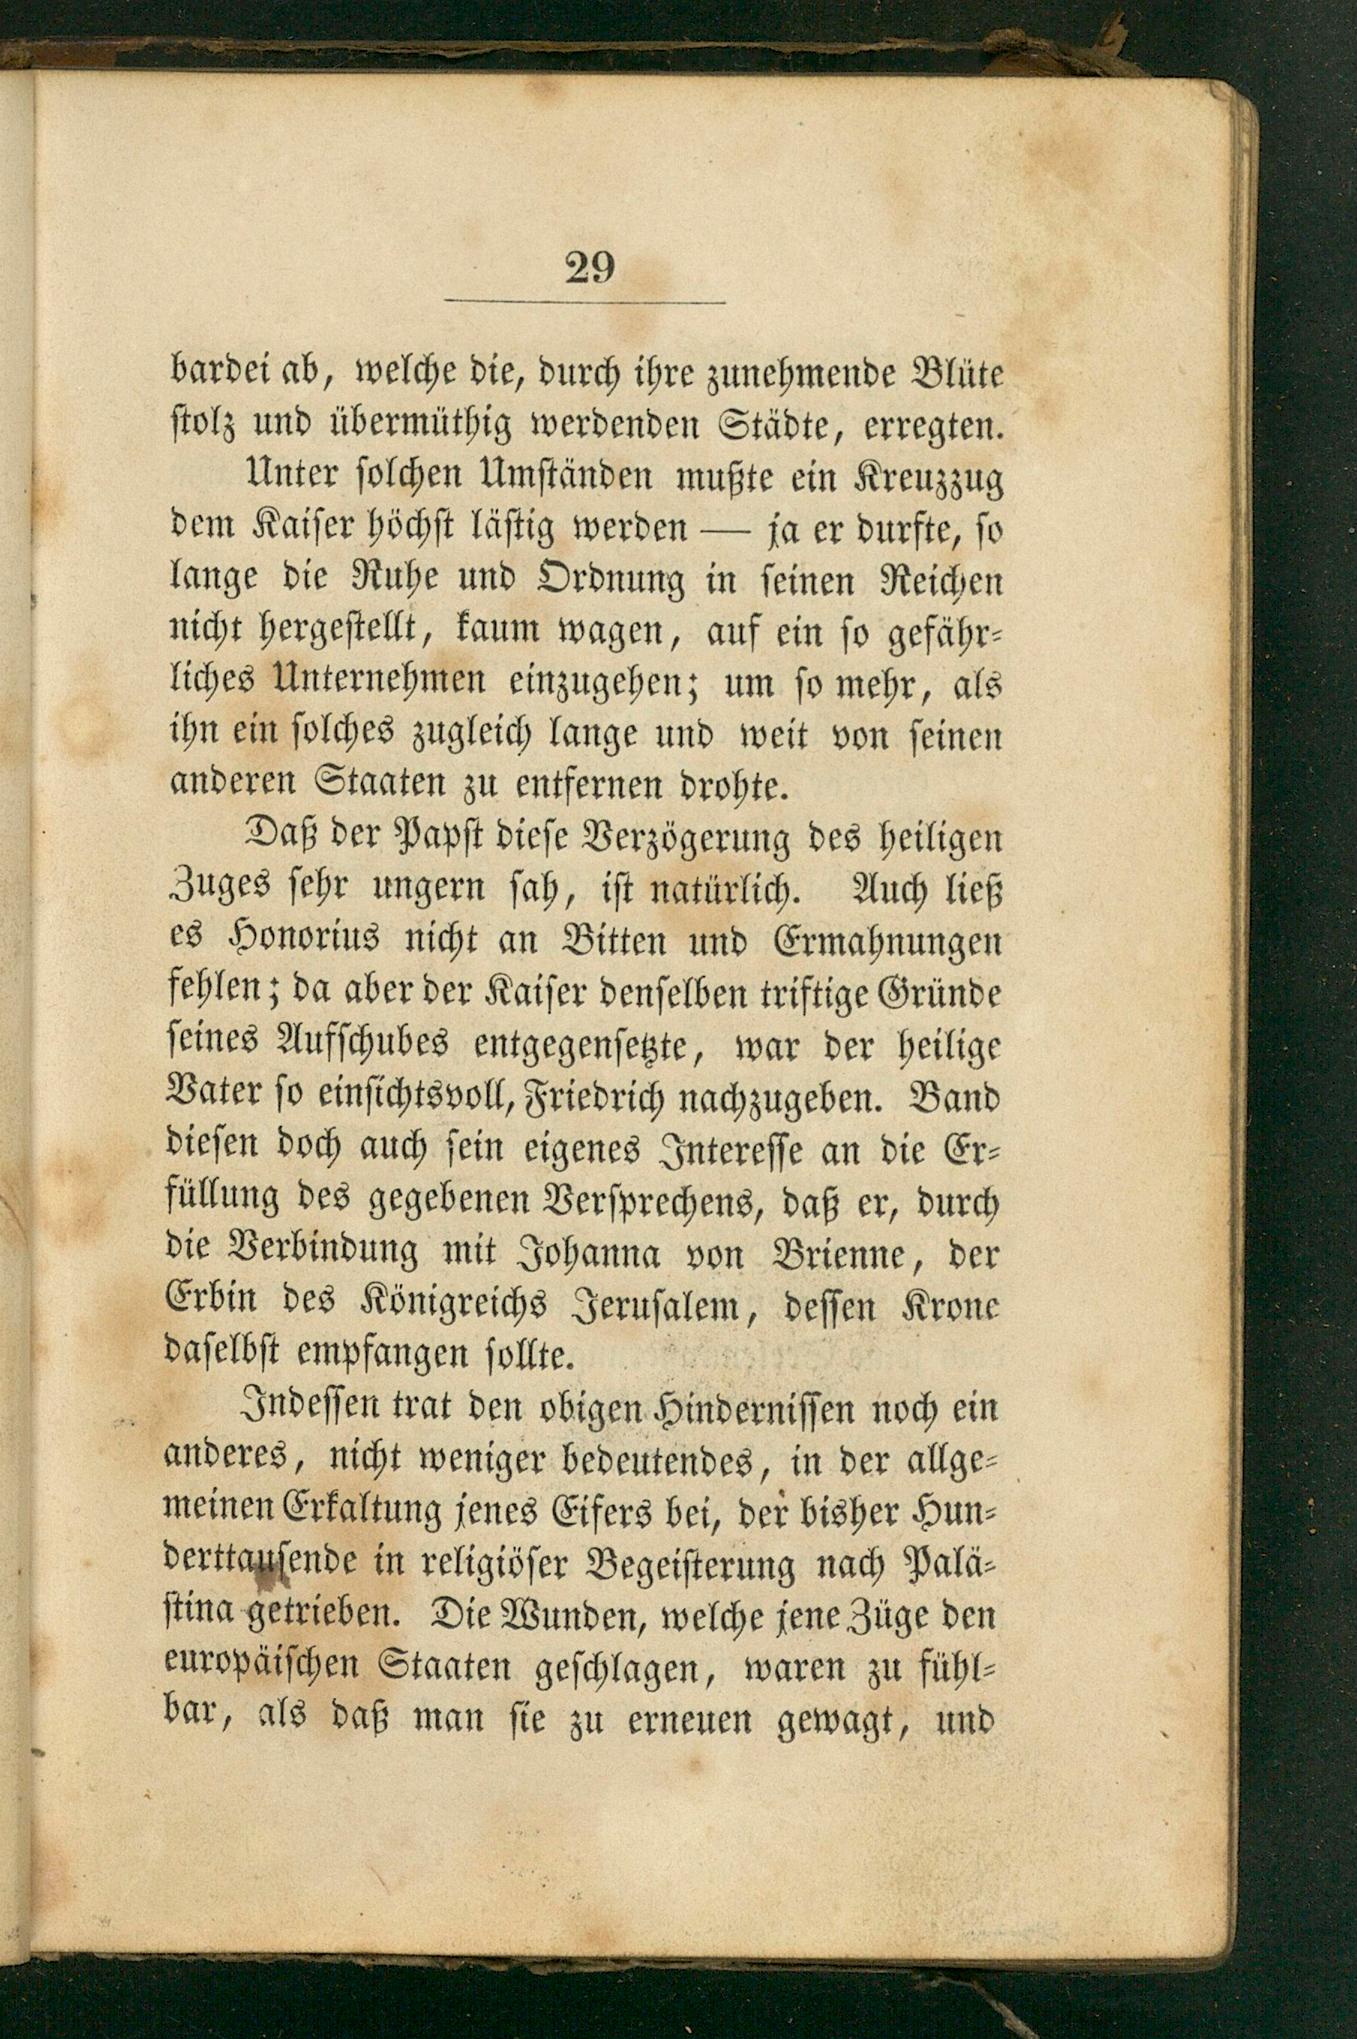 29
bardei ab, welche die, durch ihre zunehmende Blüte
stolz und übermüthig werdenden Städte, erregten.
Unter solchen Umständen mußte ein Kreuzzug
dem Kaiser höchst lästig werden — ja er durfte, so
lange die Ruhe und Ordnung in seinen Reichen
nicht hergestellt, kaum wagen, auf ein so gefähr-
liches Unternehmen einzugehen; um so mehr, als
ihn ein solches zugleich lange und weit von seinen
anderen Staaten zu entfernen drohte.
Daß der Papst diese Verzögerung des heiligen
Zuges sehr ungern sah, ist natürlich. Auch ließ
es Honorius nicht an Bitten und Ermahnungen
fehlen; da aber der Kaiser denselben triftige Gründe
seines Aufschubes entgegensetzte, war der heilige
Vater so einsichtsvoll, Friedrich nachzugeben. Band
diesen doch auch sein eigenes Interesse an die Er-
füllung des gegebenen Versprechens, daß er, durch
die Verbindung mit Johanna von Brienne, der
Erbin des Königreichs Jerusalem, dessen Krone
daselbst empfangen sollte.
Indessen trat den obigen Hindernissen noch ein
anderes, nicht weniger bedeutendes, in der allge-
meinen Erkaltung jenes Eifers bei, der bisher Hun-
derttausende in religiöser Begeisterung nach Palä-
stina getrieben. Die Wunden, welche jene Züge den
europäischen Staaten geschlagen, waren zu fühl-
bar, als daß man sie zu erneuen gewagt, und